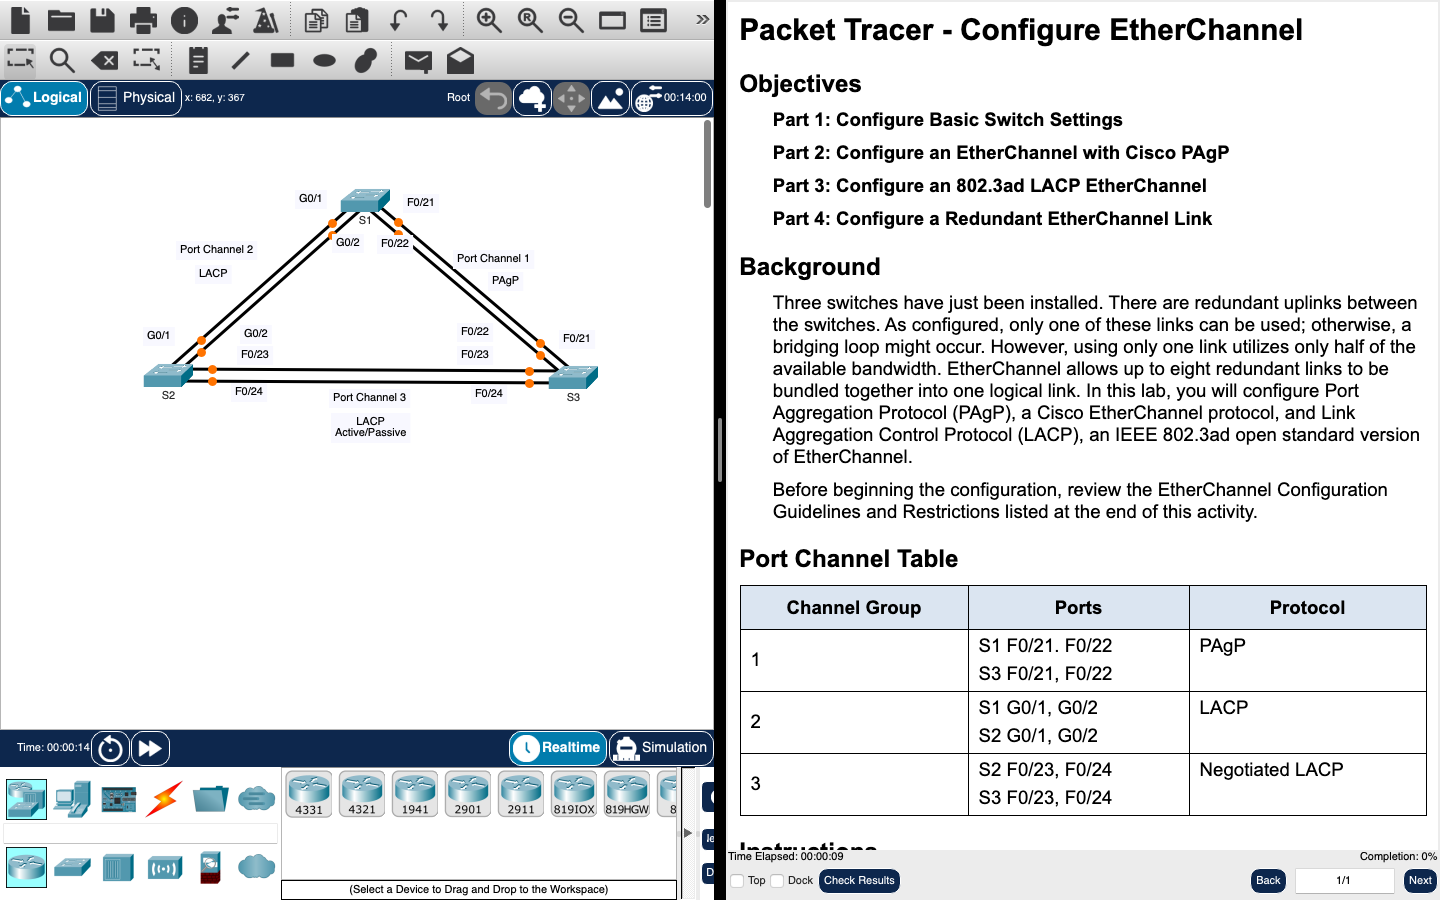 Logical
Physical
x: 682, y: 367
Root
00:14:00
G0/1
F0/21
S1
G0/2
F0/22
Port Channel 2
LACP
Port Channel 1
PAgP
G0/1
G0/2
F0/23
F0/22
F0/23
F0/21
S2
F0/24
Port Channel 3
F0/24
S3
LACP
Active/Passive
Time: 00:00:14
Realtime
Simulation
4331
4321
1941
2901
2911
819IOX
819HGW
8
(Select a Device to Drag and Drop to the Workspace)
Packet Tracer - Configure EtherChannel
Objectives
Part 1: Configure Basic Switch Settings
Part 2: Configure an EtherChannel with Cisco PAgP
Part 3: Configure an 802.3ad LACP EtherChannel
Part 4: Configure a Redundant EtherChannel Link
Background
Three switches have just been installed. There are redundant uplinks between
the switches. As configured, only one of these links can be used; otherwise, a
bridging loop might occur. However, using only one link utilizes only half of the
available bandwidth. EtherChannel allows up to eight redundant links to be
bundled together into one logical link. In this lab, you will configure Port
Aggregation Protocol (PAgP), a Cisco EtherChannel protocol, and Link
Aggregation Control Protocol (LACP), an IEEE 802.3ad open standard version
of EtherChannel.
Before beginning the configuration, review the EtherChannel Configuration
Guidelines and Restrictions listed at the end of this activity.
Port Channel Table
Channel Group Ports Protocol
1 S1 F0/21. F0/22 PAgP
S3 F0/21, F0/22
2 S1 G0/1, G0/2 LACP
S2 G0/1, G0/2
3 S2 F0/23, F0/24 Negotiated LACP
S3 F0/23, F0/24
Instructions
Time Elapsed: 00:00:09
Completion: 0%
Top
Dock
Check Results
Back
1/1
Next